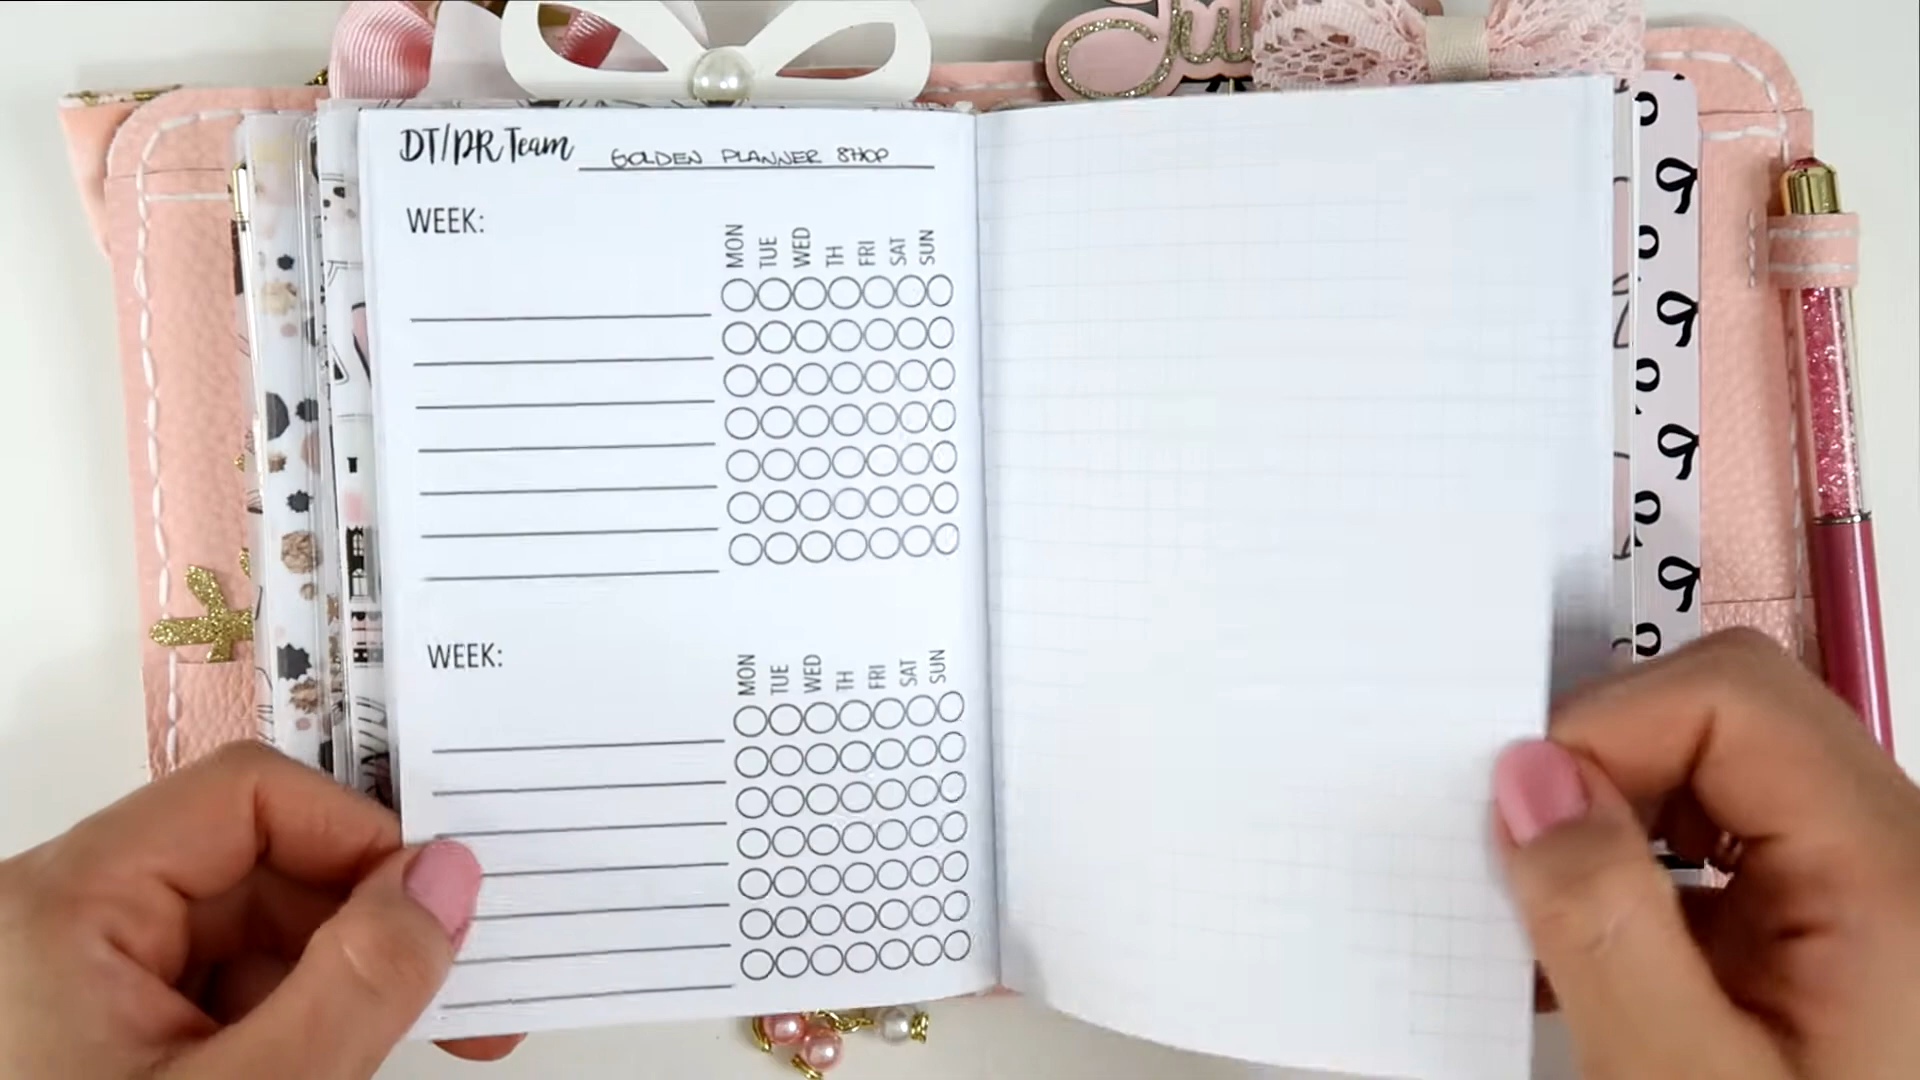 DT/PR Team GOLDEN PLANNER SHOP
WEEK:
MON TUE WED TH FRI SAT SUN
WEEK:
MON TUE WED TH FRI SAT SUN